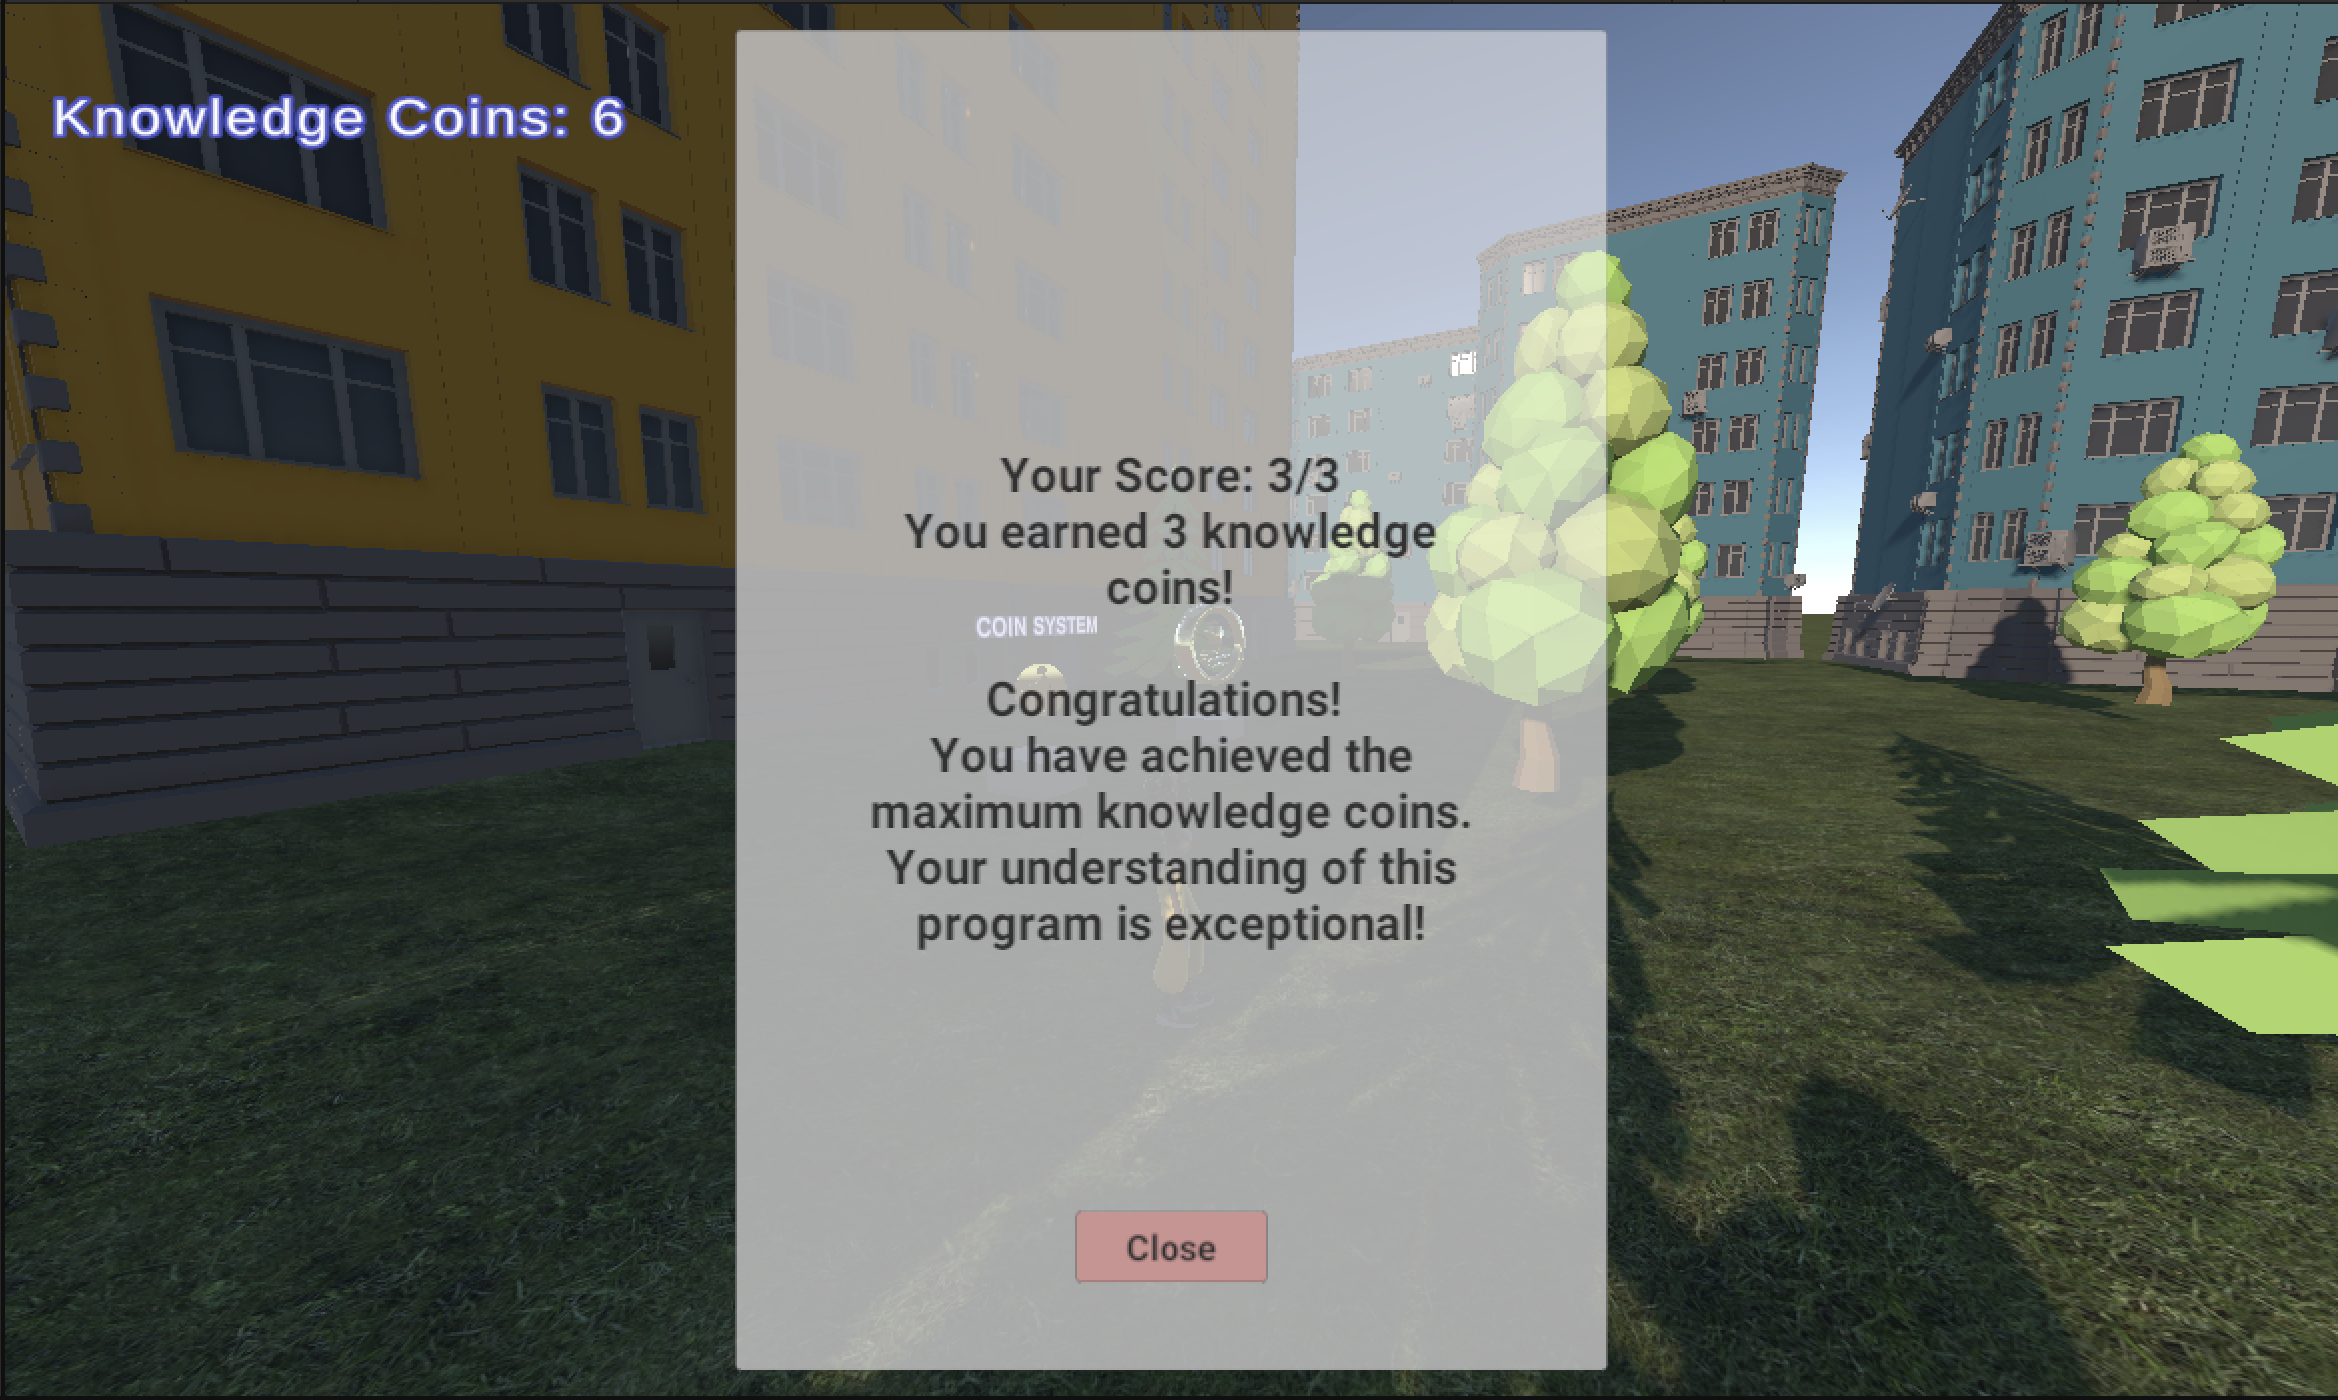 Knowledge Coins: 6
Your Score: 3/3
You earned 3 knowledge
coins!
COIN SYSTEM
Congratulations!
You have achieved the
maximum knowledge coins.
Your understanding of this
program is exceptional!
Close